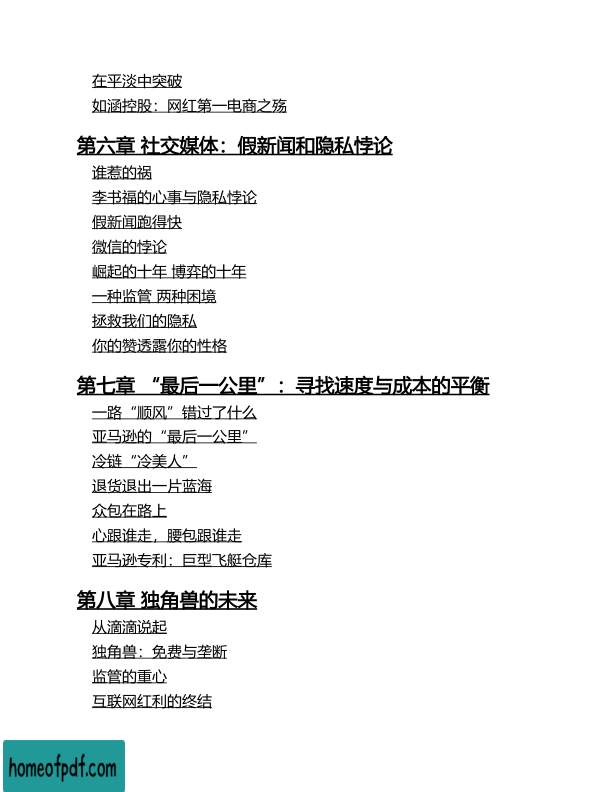 在平淡中突破
如涵控股：网红第一电商之殇
第六章 社交媒体：假新闻和隐私悖论
谁惹的祸
李书福的心事与隐私悖论
假新闻跑得快
微信的悖论
崛起的十年 博弈的十年
一种监管 两种困境
拯救我们的隐私
你的赞透露你的性格
第七章 “最后一公里”：寻找速度与成本的平衡
一路“顺风”错过了什么
亚马逊的“最后一公里”
冷链“冷美人”
退货退出一片蓝海
众包在路上
心跟谁走，腰包跟谁走
亚马逊专利：巨型飞艇仓库
第八章 独角兽的未来
从滴滴说起
独角兽：免费与垄断
监管的重心
互联网红利的终结
homeofpdf.com